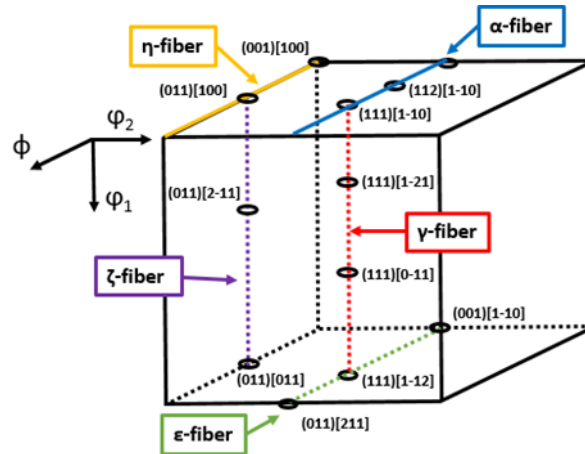 α-fiber
η-fiber
(001)[100]
(011)[100]
(112)[1-10]
(111)[1-10]
φ₂
ϕ
φ₁
(011)[2-11]
(111)[1-21]
γ-fiber
ζ-fiber
(111)[0-11]
(001)[1-10]
(011)[011]
(111)[1-12]
(011)[211]
ε-fiber